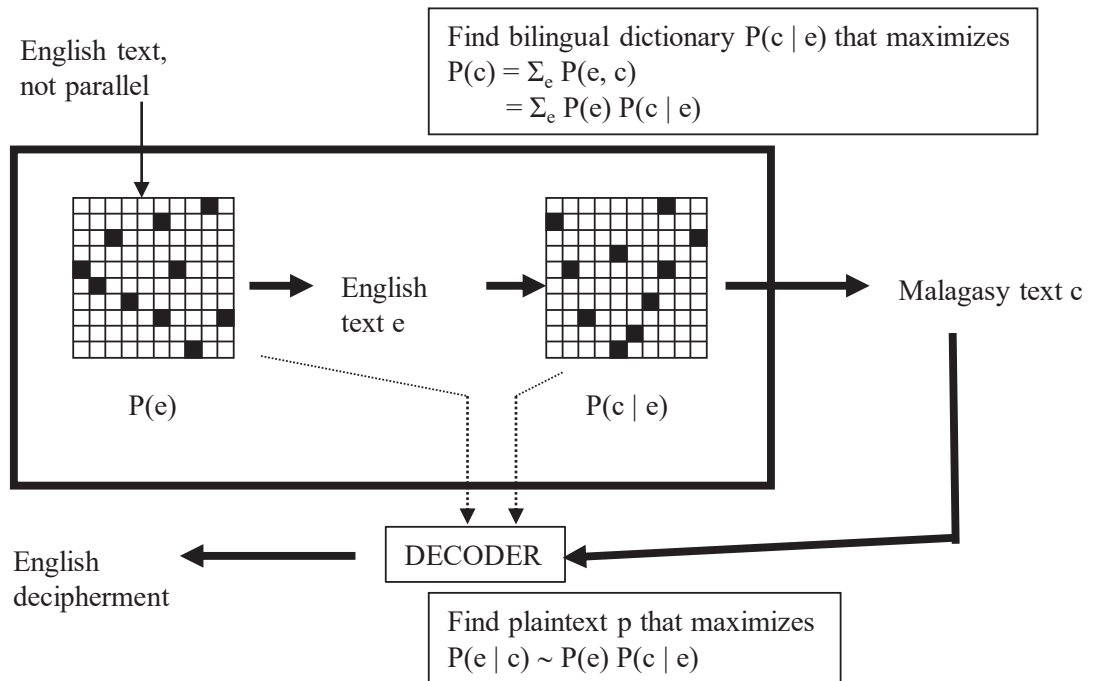 English text,
not parallel
Find bilingual dictionary P(c | e) that maximizes
P(c) = Σₑ P(e, c)
= Σₑ P(e) P(c | e)
English
text e
Malagasy text c
P(e)
P(c | e)
DECODER
English
decipherment
Find plaintext p that maximizes
P(e | c) ~ P(e) P(c | e)